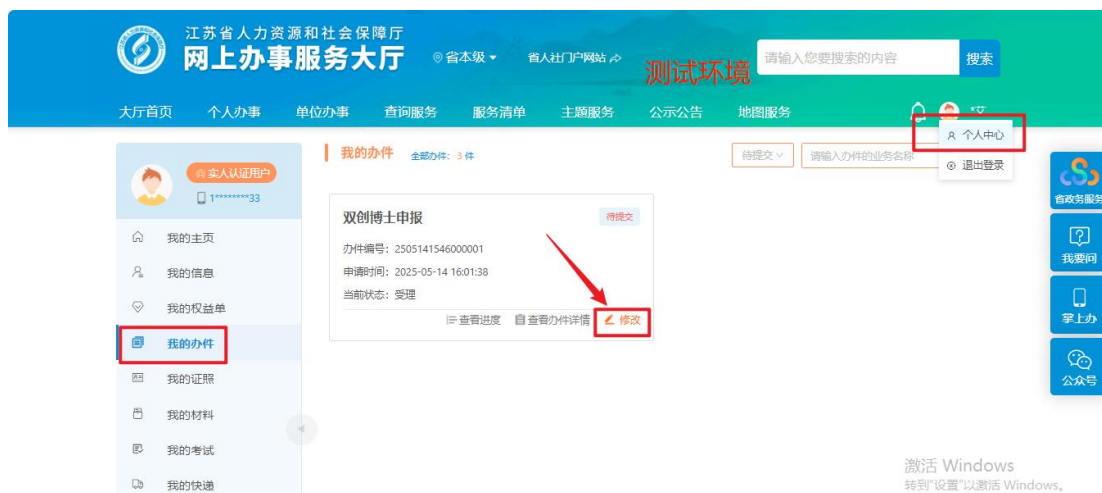 江苏省人力资源和社会保障厅
网上办事服务大厅
省本级
省人社门户网站
测试环境
请输入您要搜索的内容
搜索
大厅首页 个人办事 单位办事 查询服务 服务清单 主题服务 公示公告 地图服务 *艾
个人中心
退出登录
实人认证用户
1********33
我的主页
我的信息
我的权益单
我的办件
我的证照
我的材料
我的考试
我的快递
我的办件 全部办件: 3 件
待提交
请输入办件的业务名称
双创博士申报 待提交
办件编号: 2505141546000001
申请时间: 2025-05-14 16:01:38
当前状态: 受理
查看进度 查看办件详情 修改
省政务服务
我要问
掌上办
公众号
激活 Windows
转到"设置"以激活 Windows。